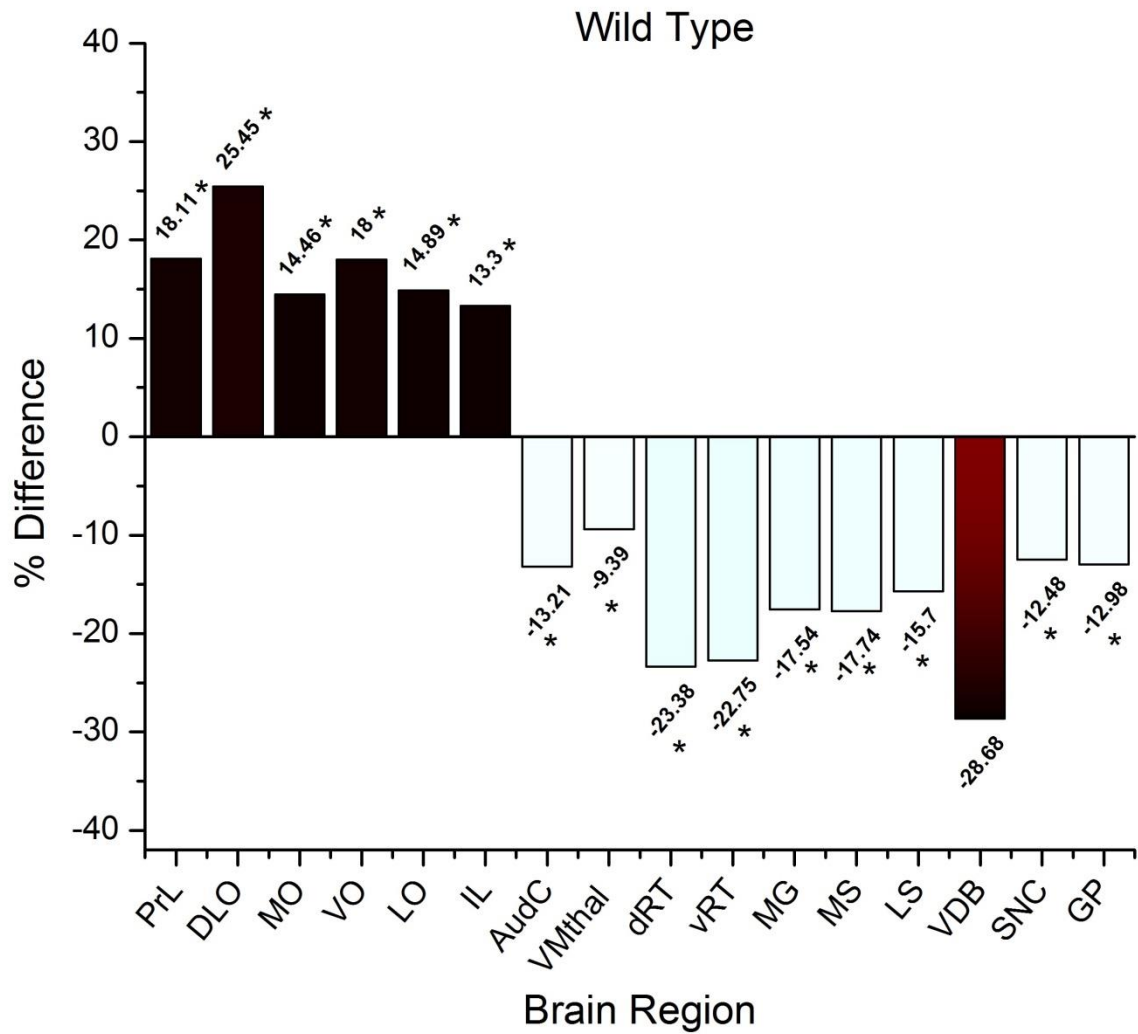 Wild Type
% Difference
40
30
20
10
0
-10
-20
-30
-40
18.11 *
25.45 *
14.46 *
18 *
14.89 *
13.3 *
-13.21 *
-9.39 *
-23.38 *
-22.75 *
-17.54 *
-17.74 *
-15.7 *
-28.68
-12.48 *
-12.98 *
PrL
DLO
MO
VO
LO
IL
AudC
VMthal
dRT
vRT
MG
MS
LS
VDB
SNC
GP
Brain Region